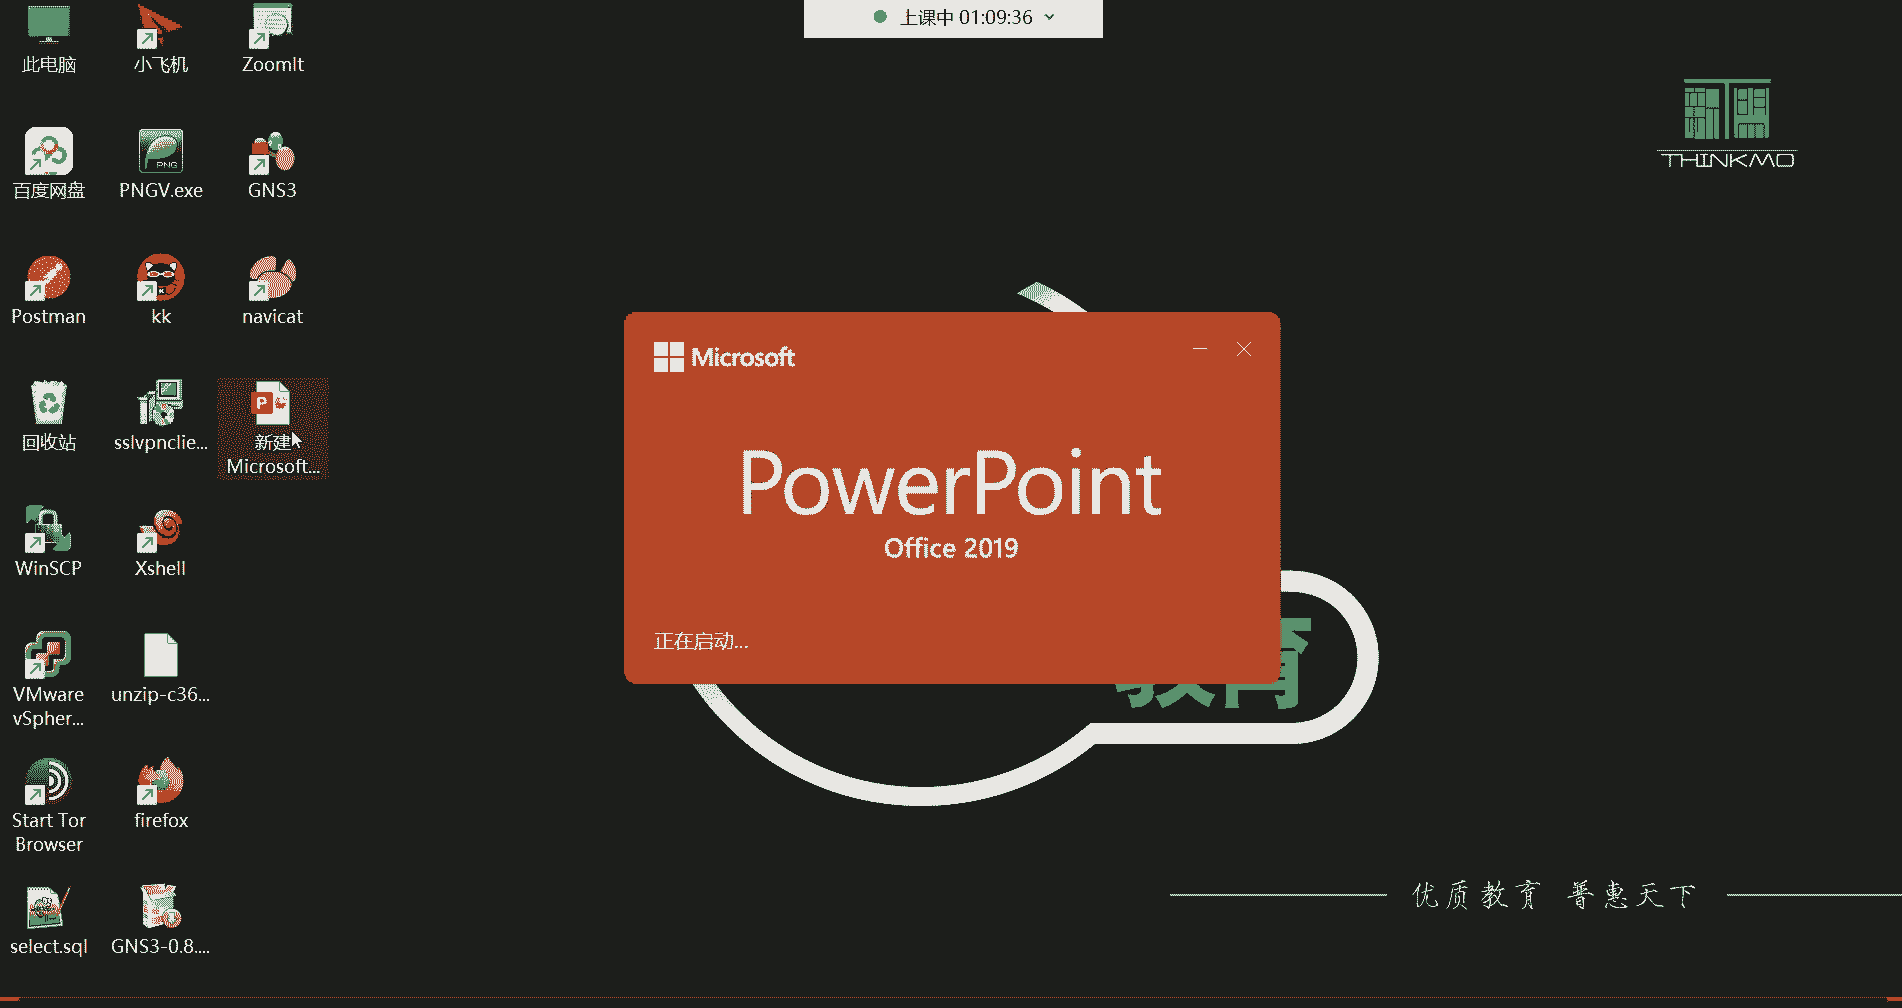 上课中 01:09:36
此电脑
小飞机
ZoomIt
THINKMO
百度网盘
PNG
PNGV.exe
GNS3
Postman
kk
navicat
回收站
sslvpnclie...
新建
Microsoft...
WinSCP
Xshell
VMware
vSpher...
unzip-c36...
Start Tor
Browser
firefox
select.sql
GNS3-0.8....
Microsoft
PowerPoint
Office 2019
正在启动...
教育
优质教育 普惠天下